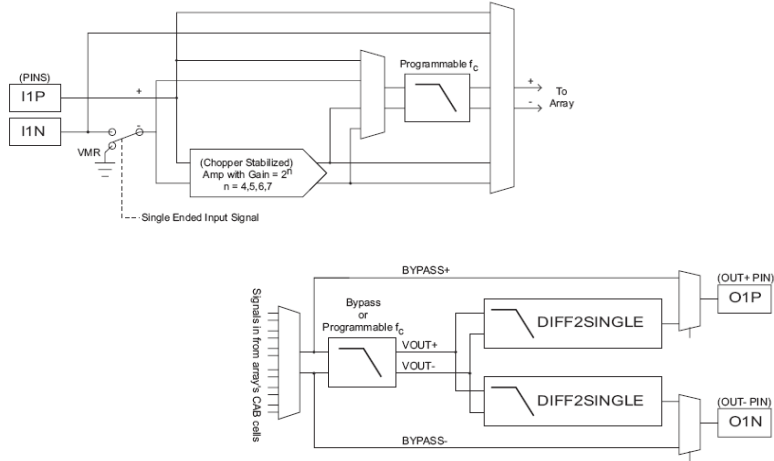 (PINS)
I1P
I1N
+
-
VMR
(Chopper Stabilized)
Amp with Gain = 2n
n = 4,5,6,7
Single Ended Input Signal
Programmable fc
+
-
To
Array
Signals in from array's CAB cells
Bypass
or
Programmable fc
BYPASS+
VOUT+
VOUT-
BYPASS-
DIFF2SINGLE
DIFF2SINGLE
(OUT+ PIN)
O1P
(OUT- PIN)
O1N